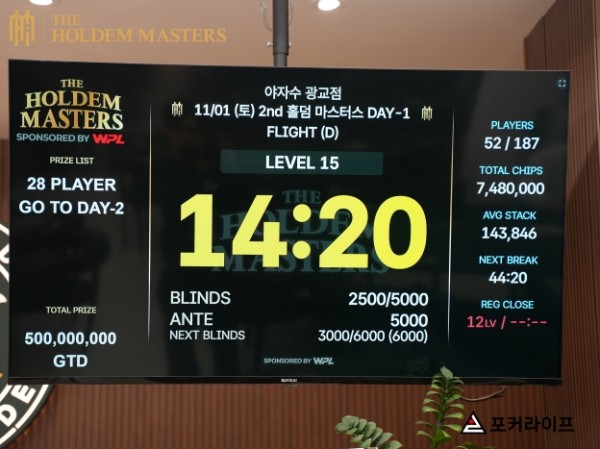 THE
HOLDEM MASTERS
THE
HOLDEM
MASTERS
SPONSORED BY WPL
PRIZE LIST
28 PLAYER
GO TO DAY-2
TOTAL PRIZE
500,000,000
GTD
야자수 광교점
11/01 (토) 2nd 홀덤 마스터스 DAY-1
FLIGHT (D)
LEVEL 15
THE
HOLDEM
MASTERS
14:20
BLINDS 2500/5000
ANTE 5000
NEXT BLINDS 3000/6000 (6000)
SPONSORED BY WPL
PLAYERS
52 / 187
TOTAL CHIPS
7,480,000
AVG STACK
143,846
NEXT BREAK
44:20
REG CLOSE
12LV / --:--
포커라이프